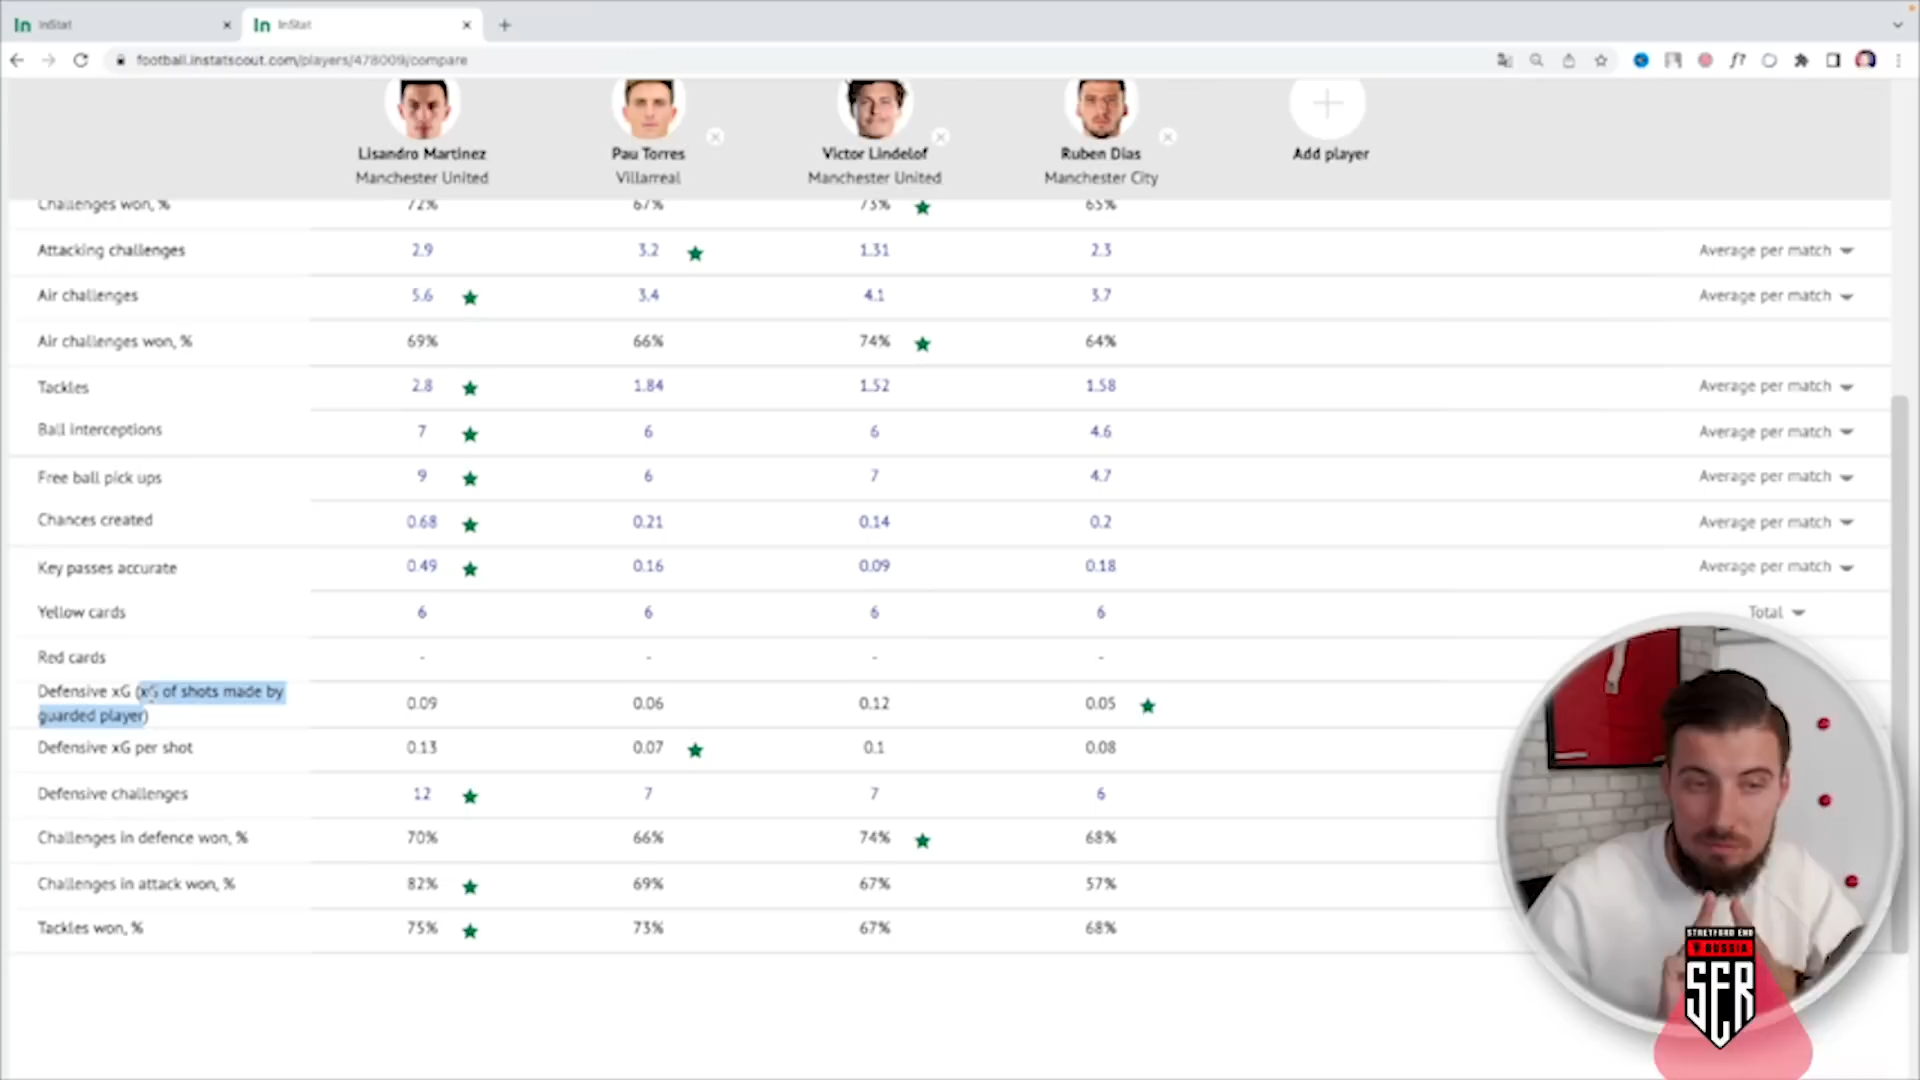 InStat
InStat
football.instatscout.com/players/478009/compare
f?
Lisandro Martinez Pau Torres Victor Lindelof Ruben Dias Add player
Manchester United Villarreal Manchester United Manchester City
Challenges won, % 72% 67% 73% 65%
Attacking challenges 2.9 3.2 1.31 2.3 Average per match
Air challenges 5.6 3.4 4.1 3.7 Average per match
Air challenges won, % 69% 66% 74% 64%
Tackles 2.8 1.84 1.52 1.58 Average per match
Ball interceptions 7 6 6 4.6 Average per match
Free ball pick ups 9 6 7 4.7 Average per match
Chances created 0.68 0.21 0.14 0.2 Average per match
Key passes accurate 0.49 0.16 0.09 0.18 Average per match
Yellow cards 6 6 6 6 Total
Red cards - - - -
Defensive xG (xG of shots made by
guarded player) 0.09 0.06 0.12 0.05
Defensive xG per shot 0.13 0.07 0.1 0.08
Defensive challenges 12 7 7 6
Challenges in defence won, % 70% 66% 74% 68%
Challenges in attack won, % 82% 69% 67% 57%
Tackles won, % 75% 73% 67% 68%
STRETFORD END
RUSSIA
SER